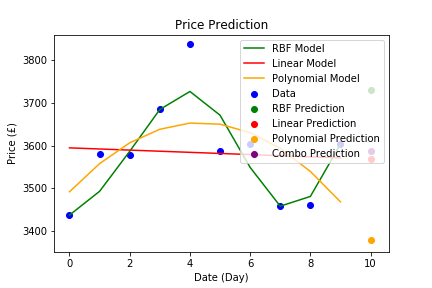 Price Prediction
Price (£)
3800
3700
3600
3500
3400
RBF Model
Linear Model
Polynomial Model
Data
RBF Prediction
Linear Prediction
Polynomial Prediction
Combo Prediction
0 2 4 6 8 10
Date (Day)